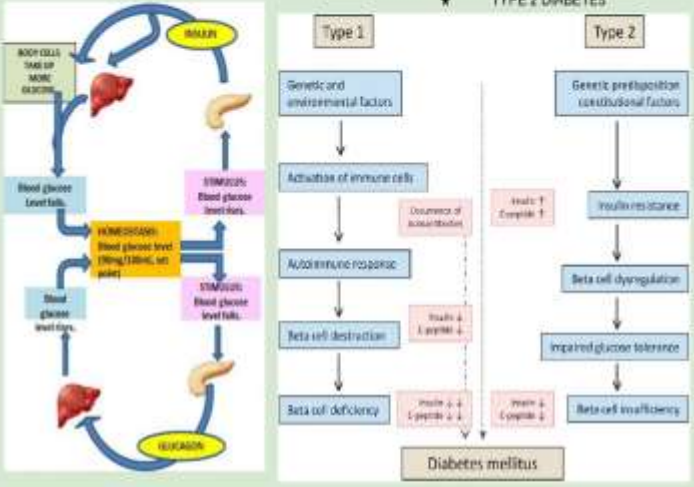 INSULIN
BODY CELLS
TAKE UP
MORE
GLUCOSE
Blood glucose
Level falls.
STIMULUS:
Blood glucose
level rises.
HOMEOSTASIS:
Blood glucose level
(90mg/100mL, set
point)
Blood
glucose
level rises.
STIMULUS:
Blood glucose
level falls.
GLUCAGON
TYPE 2 DIABETES
Type 1
Genetic and
environmental factors
Activation of immune cells
Occurrence of
autoantibodies
Autoimmune response
Insulin ↓
C-peptide ↓
Beta cell destruction
Beta cell deficiency
Insulin ↓ ↓
C-peptide ↓ ↓
Type 2
Genetic predisposition
constitutional factors
Insulin ↑
C-peptide ↑
Insulin resistance
Beta cell dysregulation
Impaired glucose tolerance
Insulin ↓
C-peptide ↓
Beta cell insufficiency
Diabetes mellitus